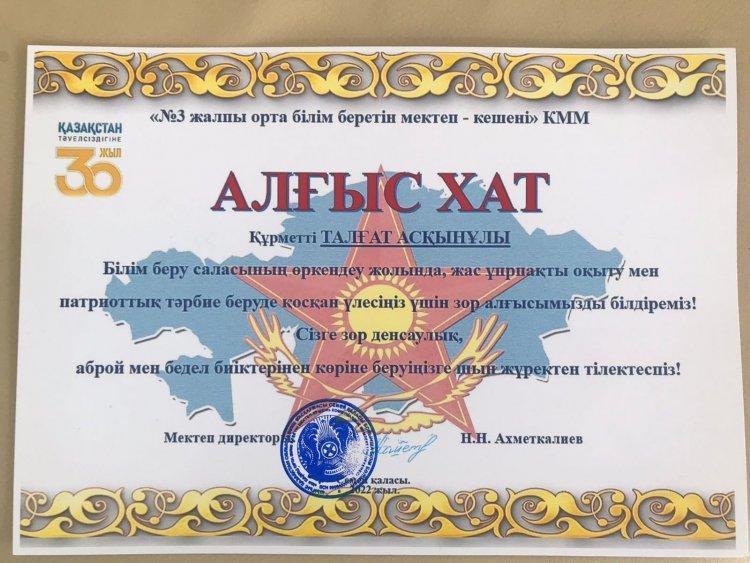 «№3 жалпы орта білім беретін мектеп - кешені» КММ
ҚАЗАҚСТАН
ТӘУЕЛСІЗДІГІНЕ
30 ЖЫЛ
АЛҒЫС ХАТ
Құрметті ТАЛҒАТ АСҚЫНҰЛЫ
Білім беру саласының өркендеу жолында, жас ұрпақты оқыту мен
патриоттық тәрбие беруде қосқан үлесіңіз үшін зор алғысымызды білдіреміз!
Сізге зор денсаулық,
аброй мен бедел биіктерінен көріне беруіңізге шын жүректен тілектеспіз!
Мектеп директоры Н.Н. Ахметкалиев
қаласы.
2022 жыл.